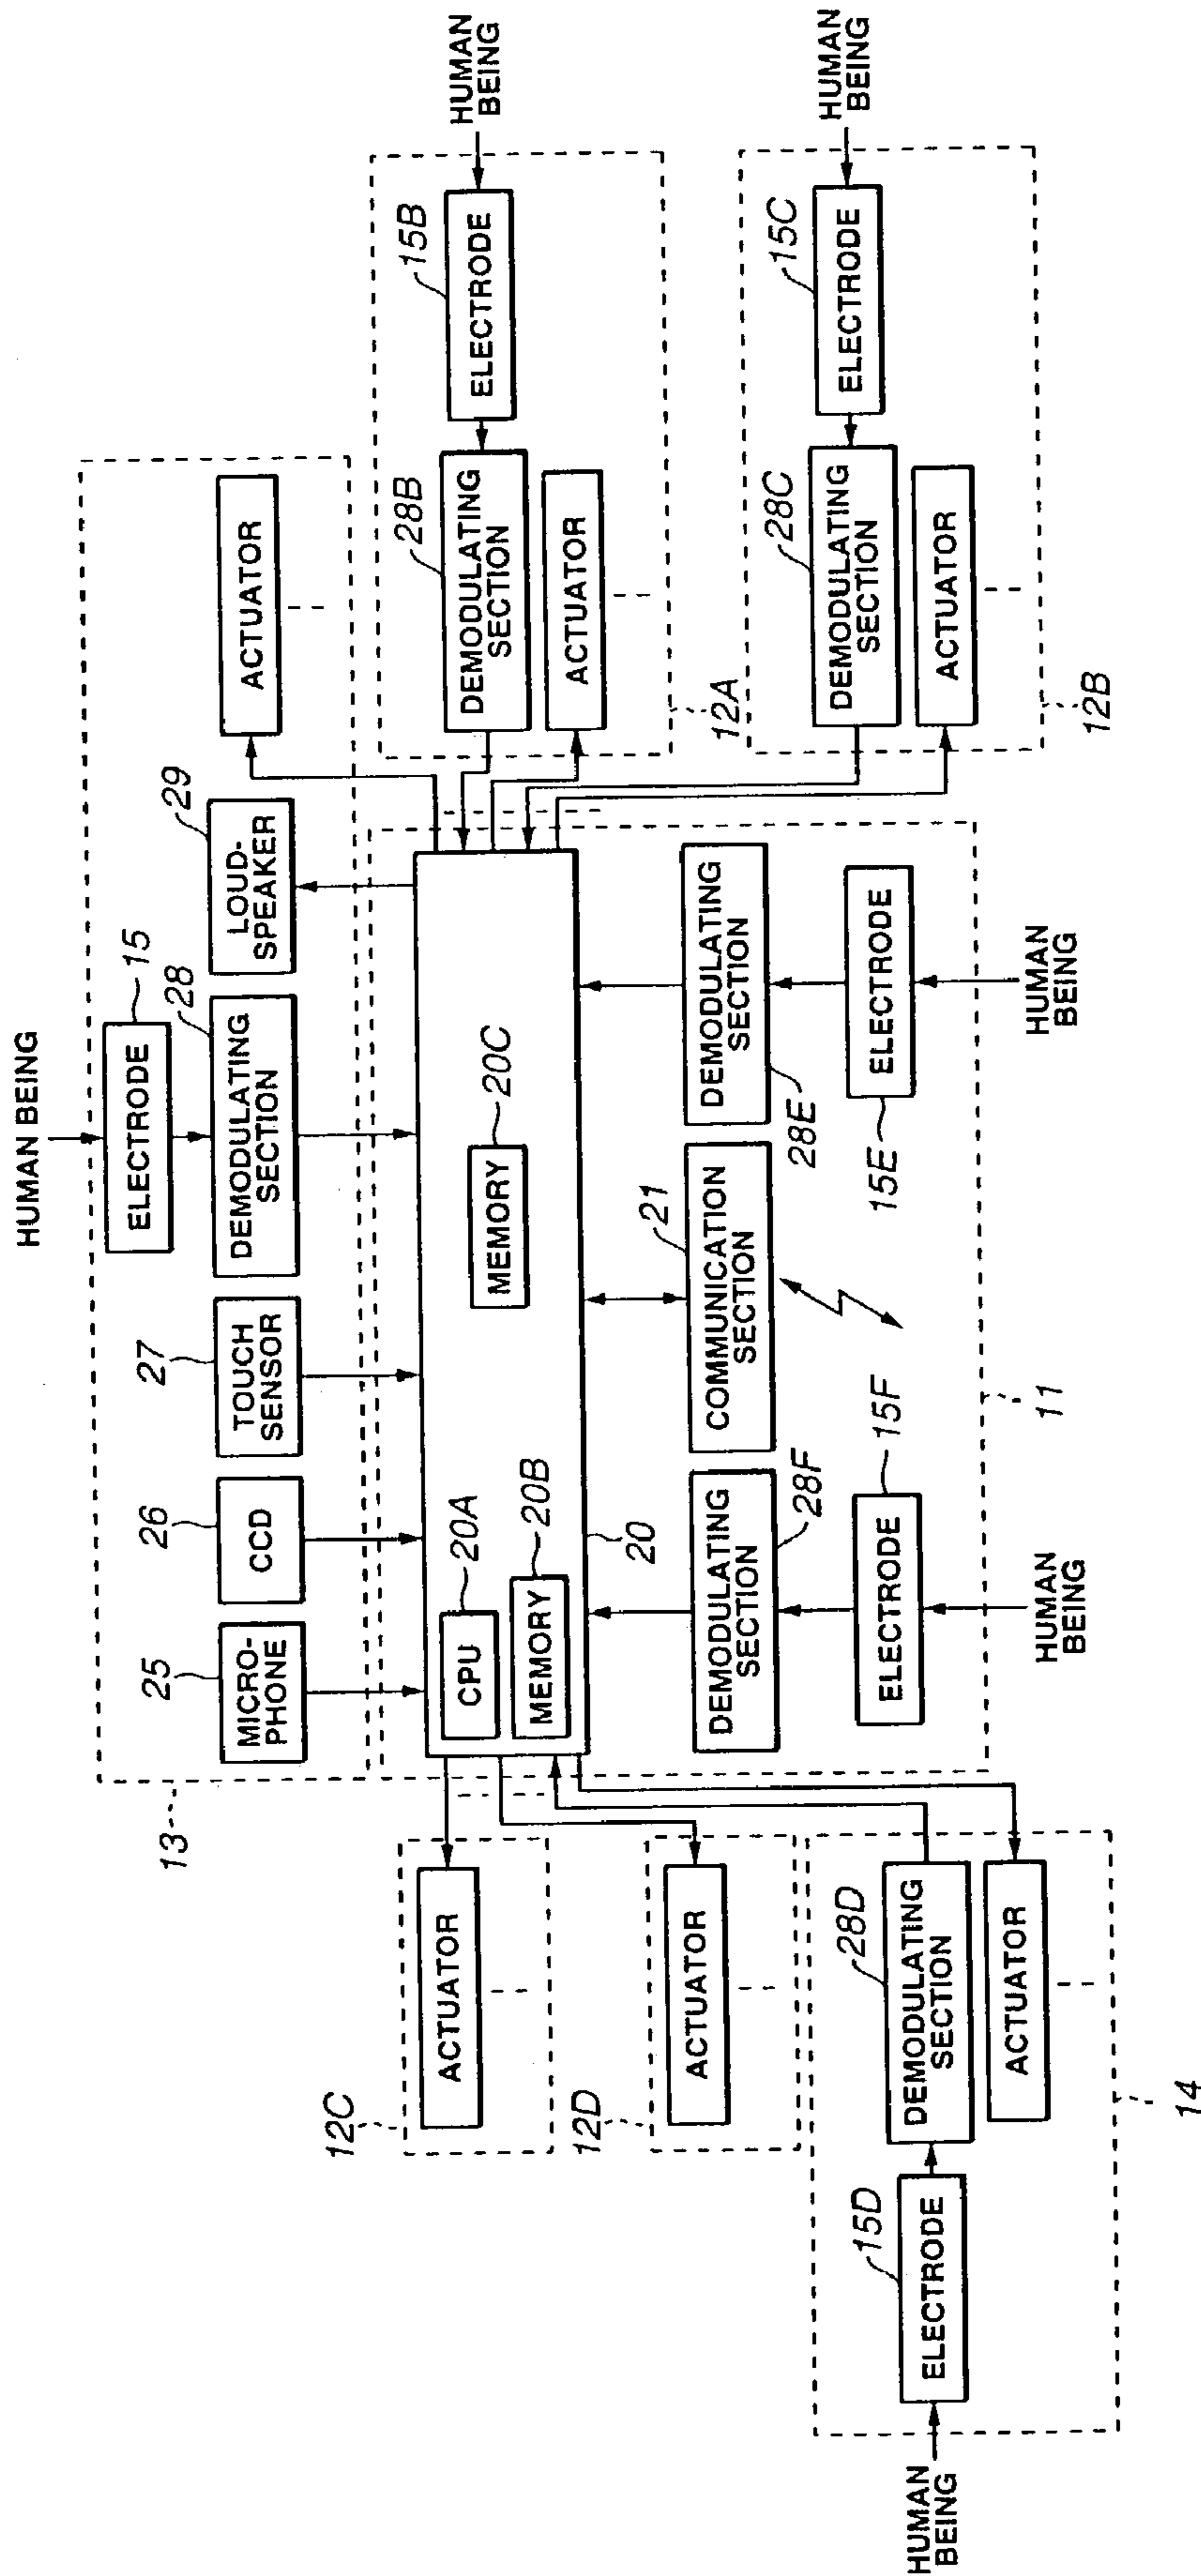 HUMAN BEING
13
25
MICRO-
PHONE
26
CCD
27
TOUCH
SENSOR
ELECTRODE
15
28
DEMODULATING
SECTION
29
LOUD-
SPEAKER
ACTUATOR
20A
CPU
20B
MEMORY
20C
MEMORY
20
12C
ACTUATOR
12D
ACTUATOR
HUMAN
BEING
15D
ELECTRODE
28D
DEMODULATING
SECTION
ACTUATOR
14
28F
DEMODULATING
SECTION
15F
ELECTRODE
HUMAN
BEING
21
COMMUNICATION
SECTION
28E
DEMODULATING
SECTION
15E
ELECTRODE
HUMAN
BEING
11
28B
DEMODULATING
SECTION
15B
ELECTRODE
HUMAN
BEING
ACTUATOR
12A
28C
DEMODULATING
SECTION
15C
ELECTRODE
HUMAN
BEING
ACTUATOR
12B